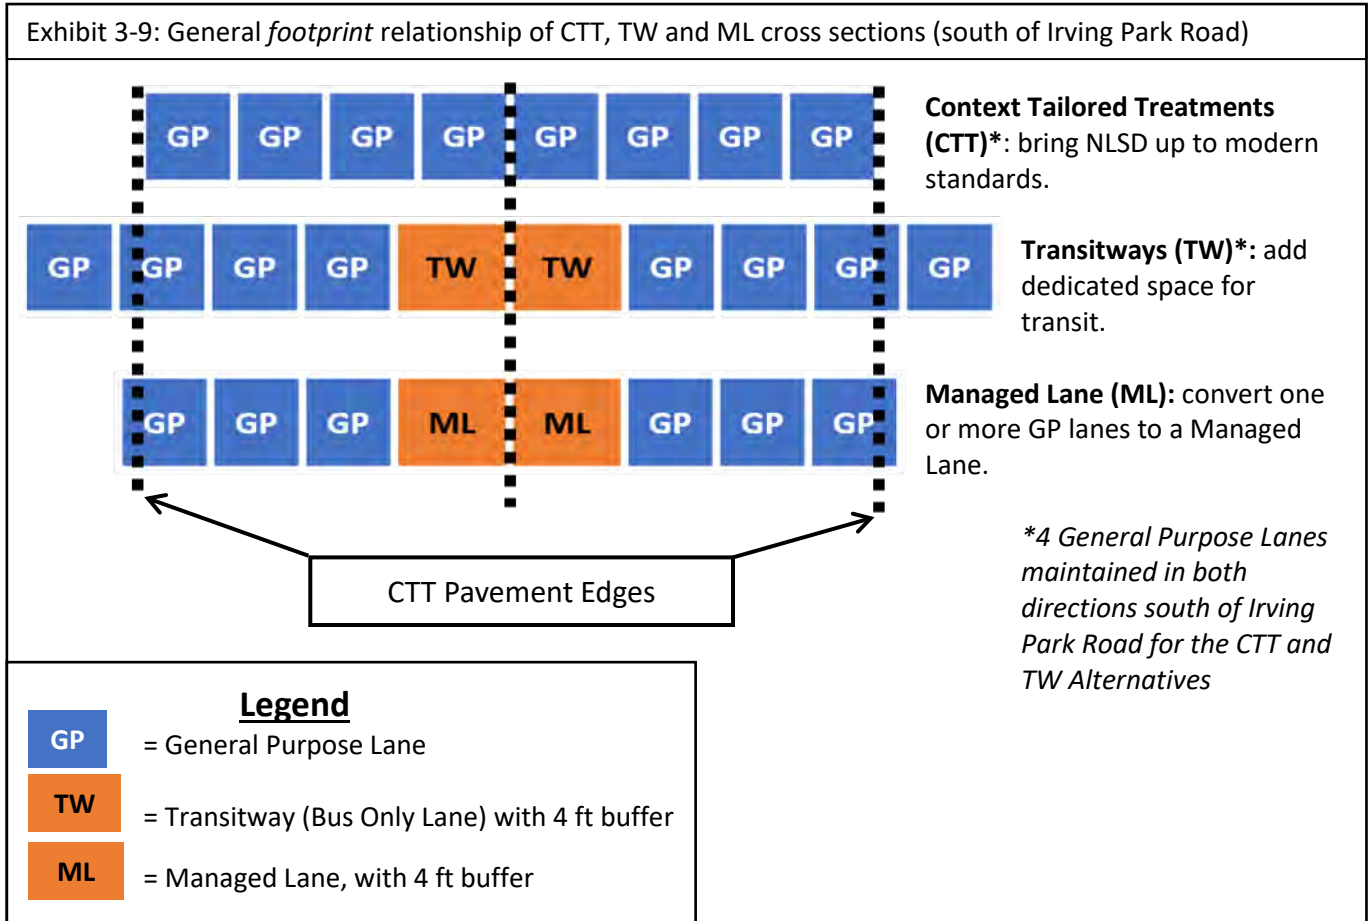 Exhibit 3-9: General footprint relationship of CTT, TW and ML cross sections (south of Irving Park Road)
GP GP GP GP GP GP GP GP
Context Tailored Treatments
(CTT)*: bring NLSD up to modern
standards.
GP GP GP GP TW TW GP GP GP GP
Transitways (TW)*: add
dedicated space for
transit.
GP GP GP ML ML GP GP GP
Managed Lane (ML): convert one
or more GP lanes to a Managed
Lane.
CTT Pavement Edges
*4 General Purpose Lanes
maintained in both
directions south of Irving
Park Road for the CTT and
TW Alternatives
Legend
GP = General Purpose Lane
TW = Transitway (Bus Only Lane) with 4 ft buffer
ML = Managed Lane, with 4 ft buffer